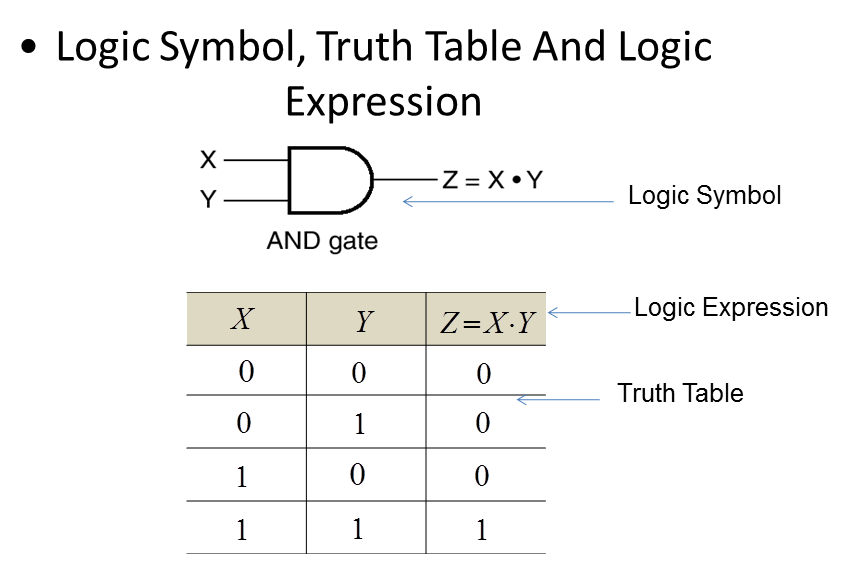 • Logic Symbol, Truth Table And Logic
Expression
X
Y
Z = X • Y
Logic Symbol
AND gate
X Y Z=X·Y
Logic Expression
0 0 0
Truth Table
0 1 0
1 0 0
1 1 1